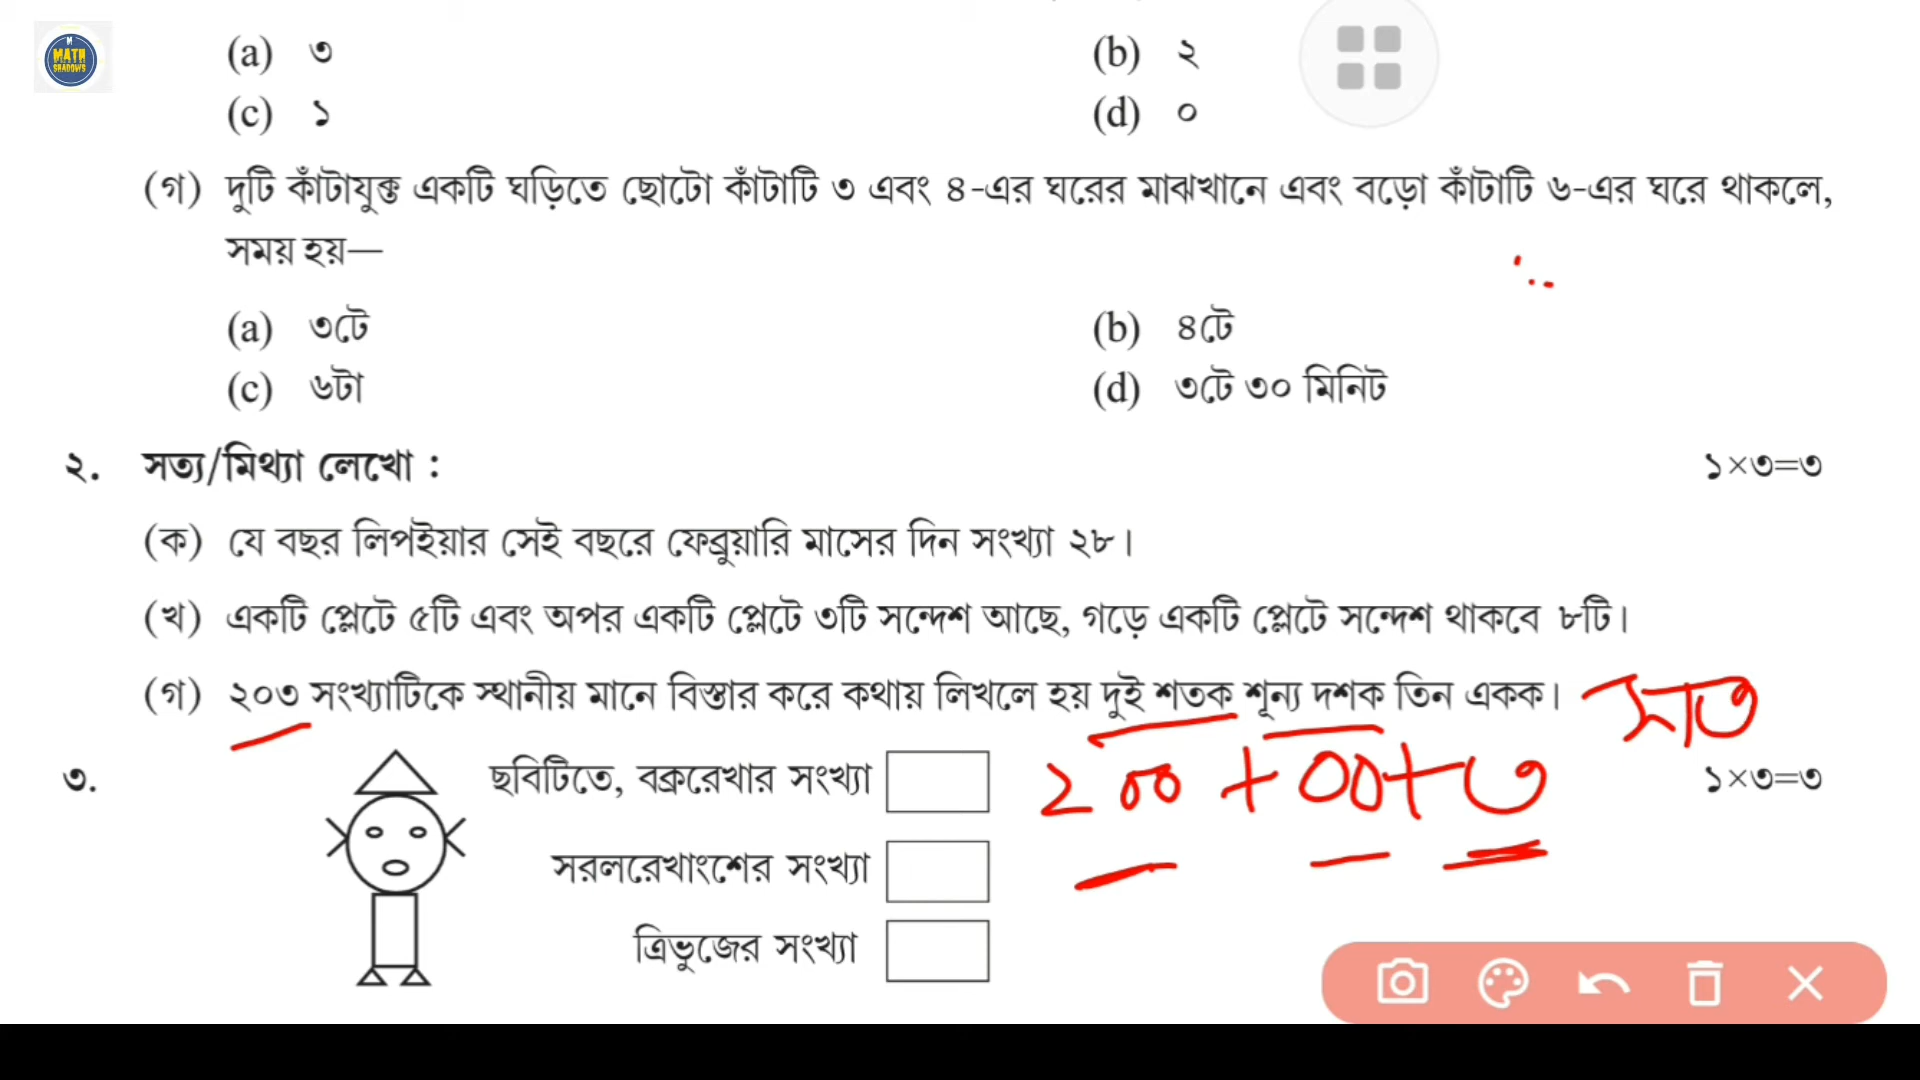 M
MATH
SHADOWS
(a) ৩ (b) ২
(c) ১ (d) ০
(গ) দুটি কাঁটাযুক্ত একটি ঘড়িতে ছোটো কাঁটাটি ৩ এবং ৪-এর ঘরের মাঝখানে এবং বড়ো কাঁটাটি ৬-এর ঘরে থাকলে,
সময় হয়—
(a) ৩টে (b) ৪টে
(c) ৬টা (d) ৩টে ৩০ মিনিট
২. সত্য/মিথ্যা লেখো : ১×৩=৩
(ক) যে বছর লিপইয়ার সেই বছরে ফেব্রুয়ারি মাসের দিন সংখ্যা ২৮।
(খ) একটি প্লেটে ৫টি এবং অপর একটি প্লেটে ৩টি সন্দেশ আছে, গড়ে একটি প্লেটে সন্দেশ থাকবে ৮টি।
(গ) ২০৩ সংখ্যাটিকে স্থানীয় মানে বিস্তার করে কথায় লিখলে হয় দুই শতক শূন্য দশক তিন একক।
৩. ছবিটিতে, বক্ররেখার সংখ্যা ২০০ + ০০ + ৩ ১×৩=৩
সরলরেখাংশের সংখ্যা
ত্রিভুজের সংখ্যা